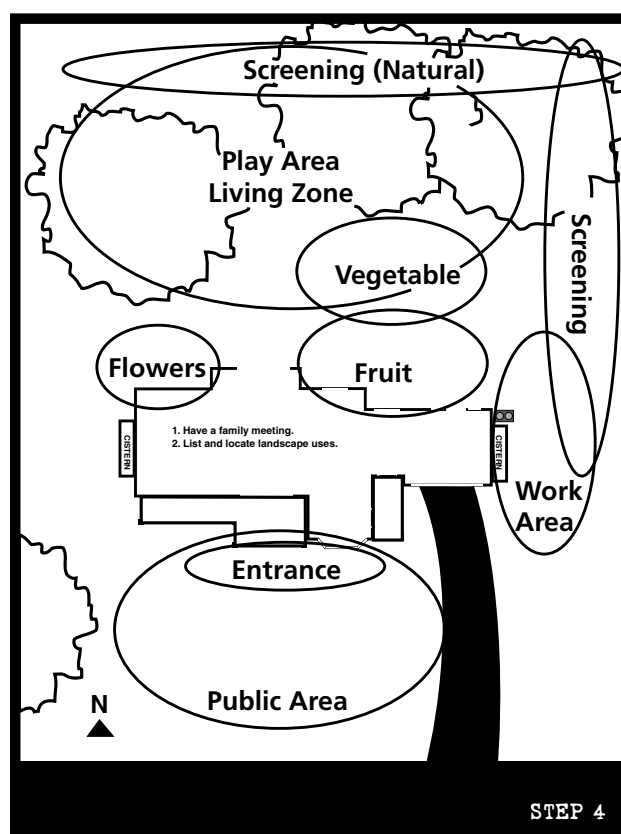 Screening (Natural)
Play Area
Living Zone
Screening
Vegetable
Flowers
Fruit
1. Have a family meeting.
2. List and locate landscape uses.
CISTERN
CISTERN
Work
Area
Entrance
Public Area
N
STEP 4